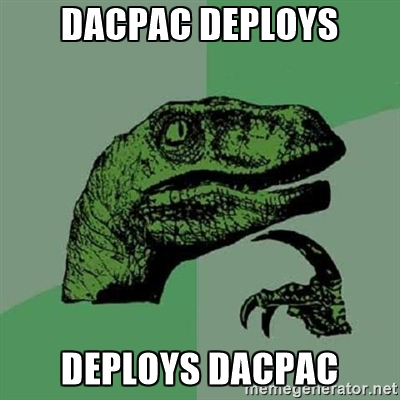 DACPAC DEPLOYS
DEPLOYS DACPAC
memegenerator.net